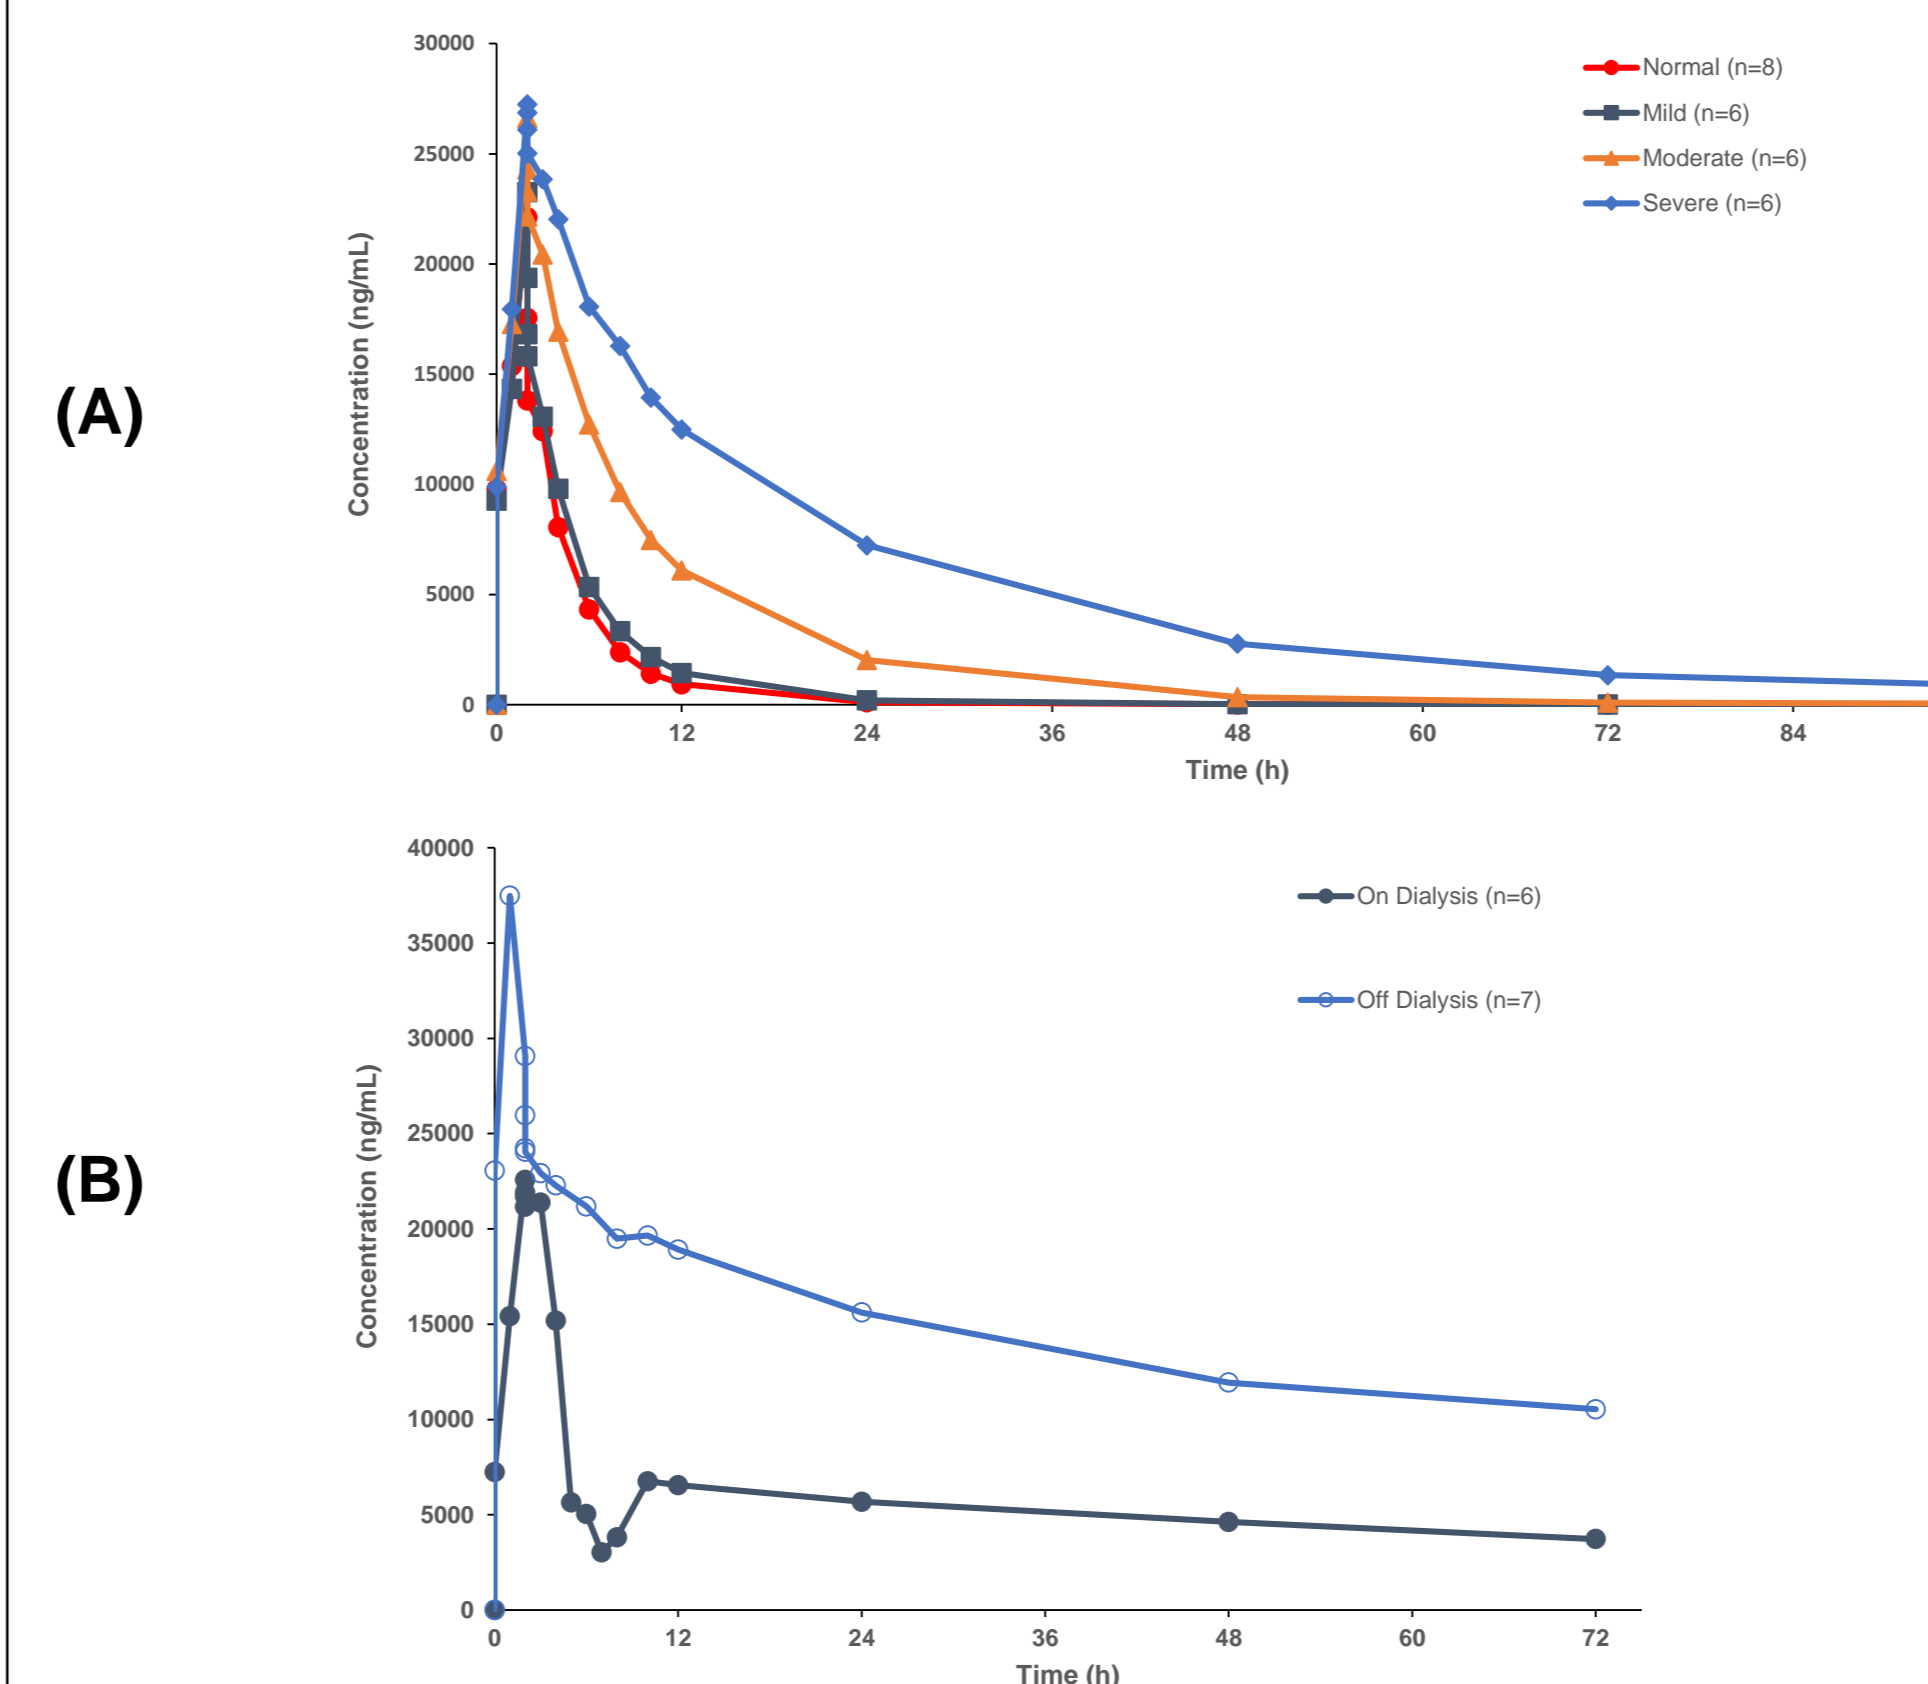 (A)
30000
25000
20000
15000
10000
5000
0
Concentration (ng/mL)
Normal (n=8)
Mild (n=6)
Moderate (n=6)
Severe (n=6)
0 12 24 36 48 60 72 84
Time (h)
(B)
40000
35000
30000
25000
20000
15000
10000
5000
0
Concentration (ng/mL)
On Dialysis (n=6)
Off Dialysis (n=7)
0 12 24 36 48 60 72
Time (h)